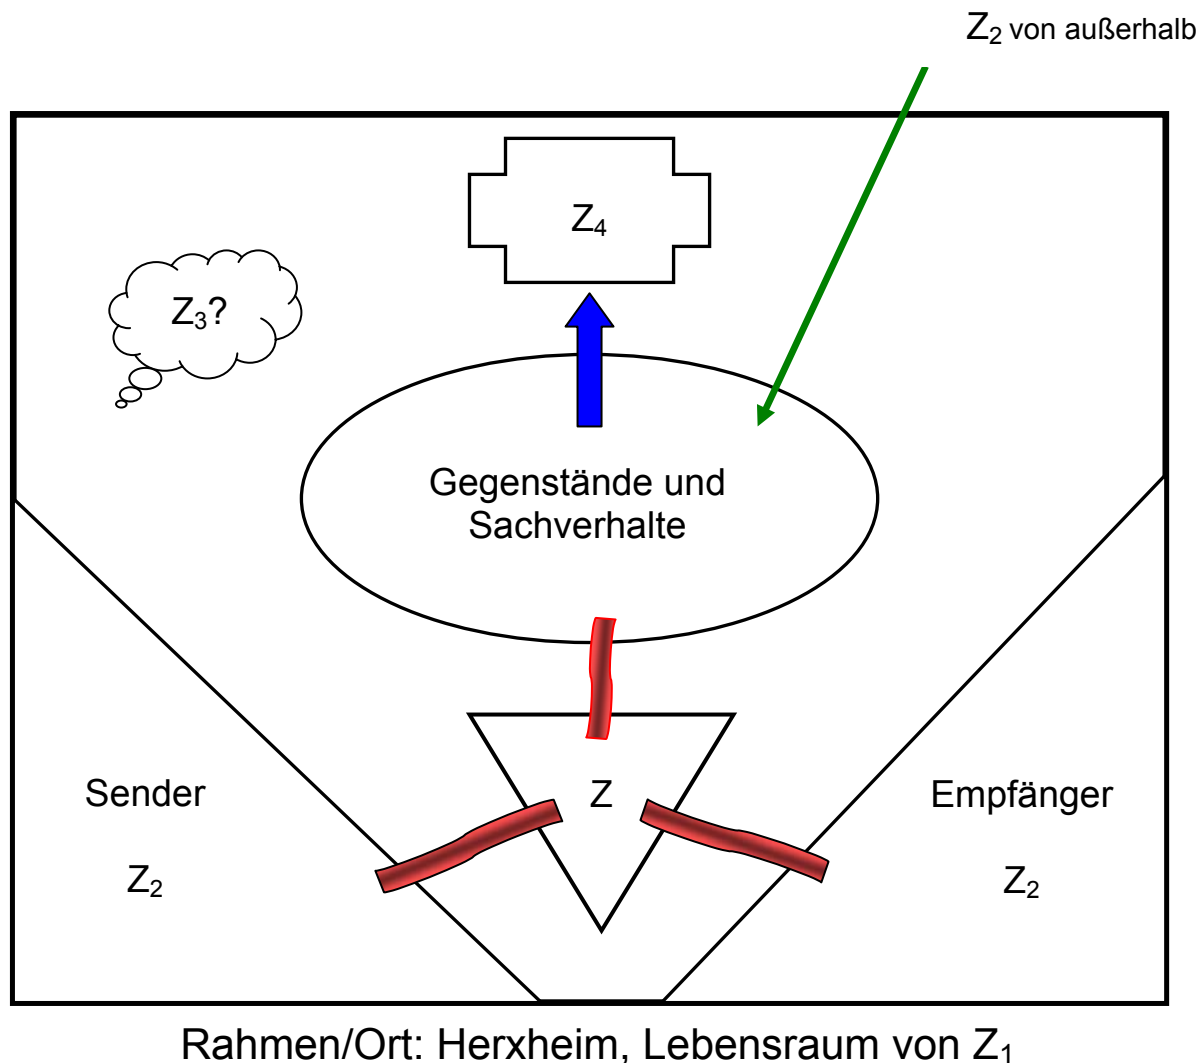 Z₂ von außerhalb
Z₄
Z₃?
Gegenstände und
Sachverhalte
Sender
Z
Empfänger
Z₂
Z₂
Rahmen/Ort: Herxheim, Lebensraum von Z₁